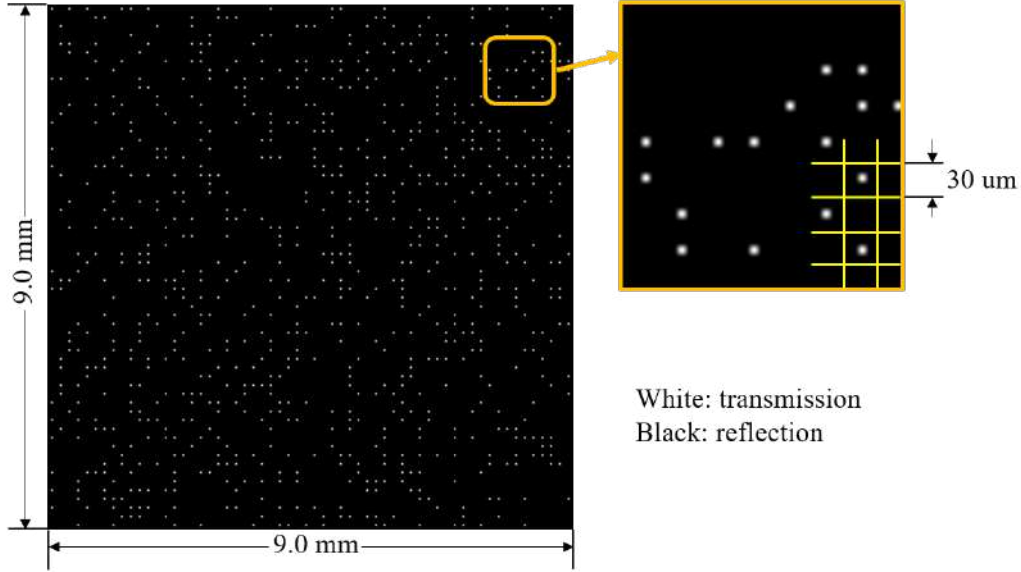 9.0 mm
9.0 mm
30 um
White: transmission
Black: reflection